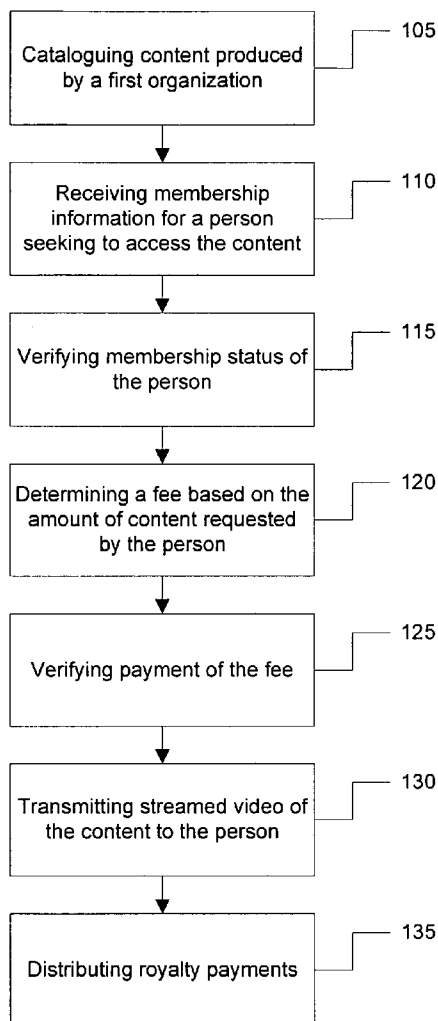 105
Cataloguing content produced
by a first organization
110
Receiving membership
information for a person
seeking to access the content
115
Verifying membership status of
the person
120
Determining a fee based on the
amount of content requested
by the person
125
Verifying payment of the fee
130
Transmitting streamed video of
the content to the person
135
Distributing royalty payments